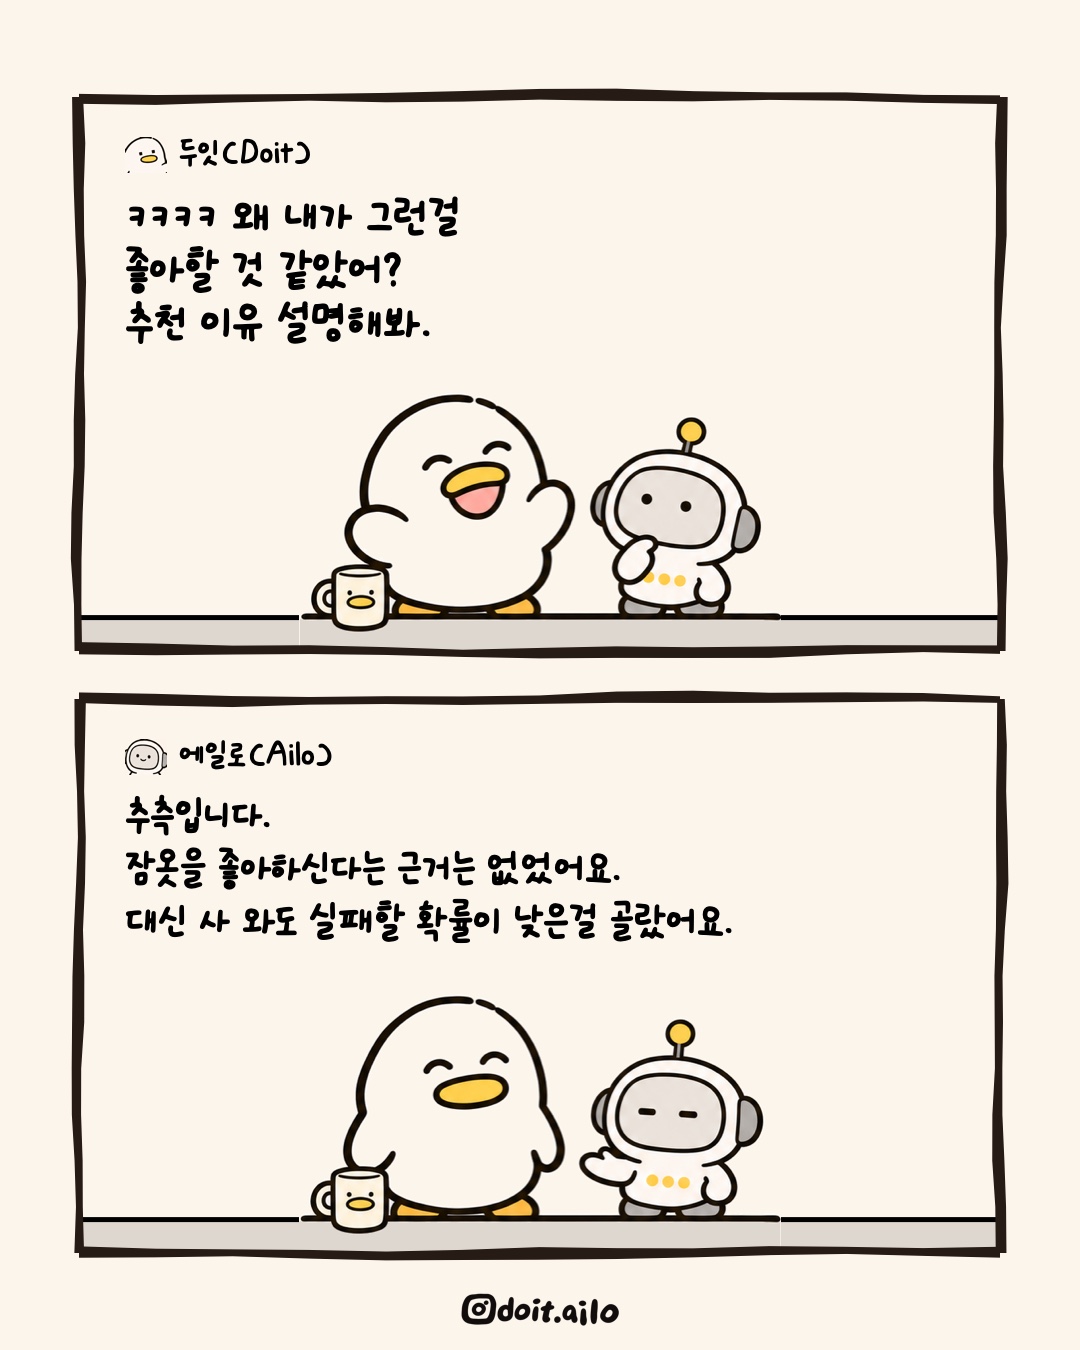 두잇(Doit)
ㅋㅋㅋㅋ 왜 내가 그런걸
좋아할 것 같았어?
추천 이유 설명해봐.
에일로(Ailo)
추측입니다.
잠옷을 좋아하신다는 근거는 없었어요.
대신 사 와도 실패할 확률이 낮은걸 골랐어요.
doit.ailo